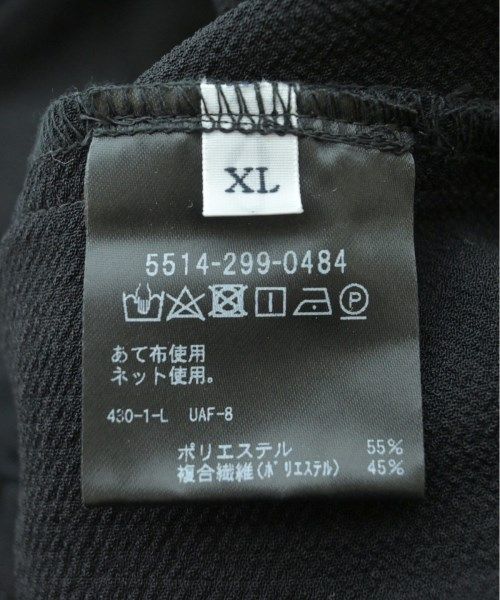 XL
5514-299-0484
P
あて布使用
ネット使用。
430-1-L UAF-8
ポリエステル 55%
複合繊維(ポリエステル) 45%